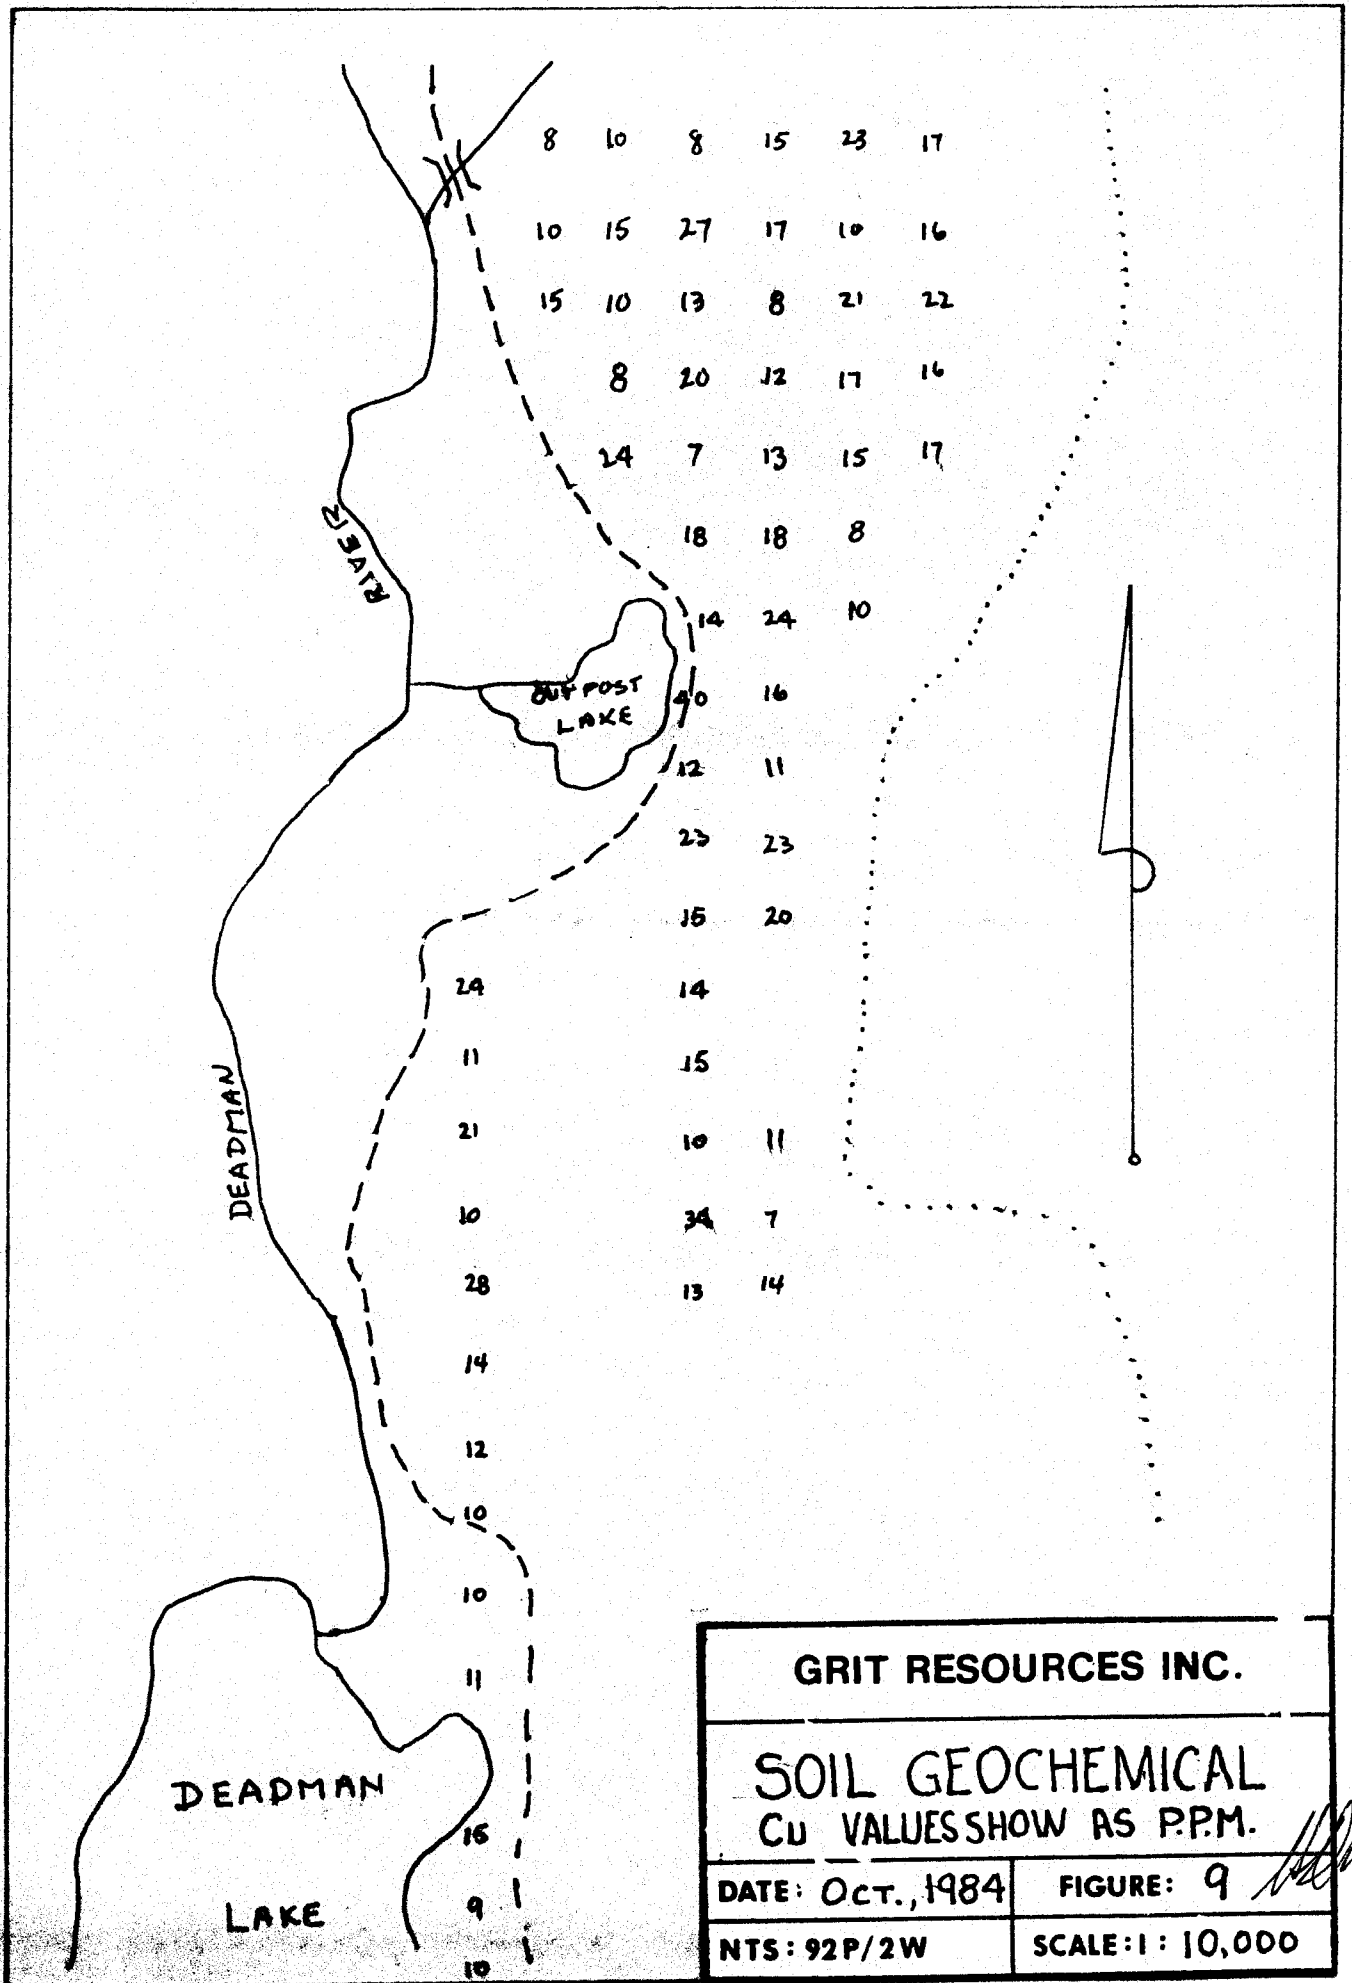 8 10 8 15 23 17
10 15 27 17 10 16
15 10 13 8 21 22
8 20 12 17 16
24 7 13 15 17
RIVER
18 18 8
14 24 10
OUTPOST
LAKE
40 16
12 11
23 23
15 20
14
15
10 11
34 7
13 14
DEADMAN
24
11
21
10
28
14
12
10
10
11
16
9
10
DEADMAN
LAKE
GRIT RESOURCES INC.
SOIL GEOCHEMICAL
Cu VALUES SHOW AS P.P.M.
DATE: OCT., 1984
FIGURE: 9
NTS: 92P/2W
SCALE: 1 : 10,000